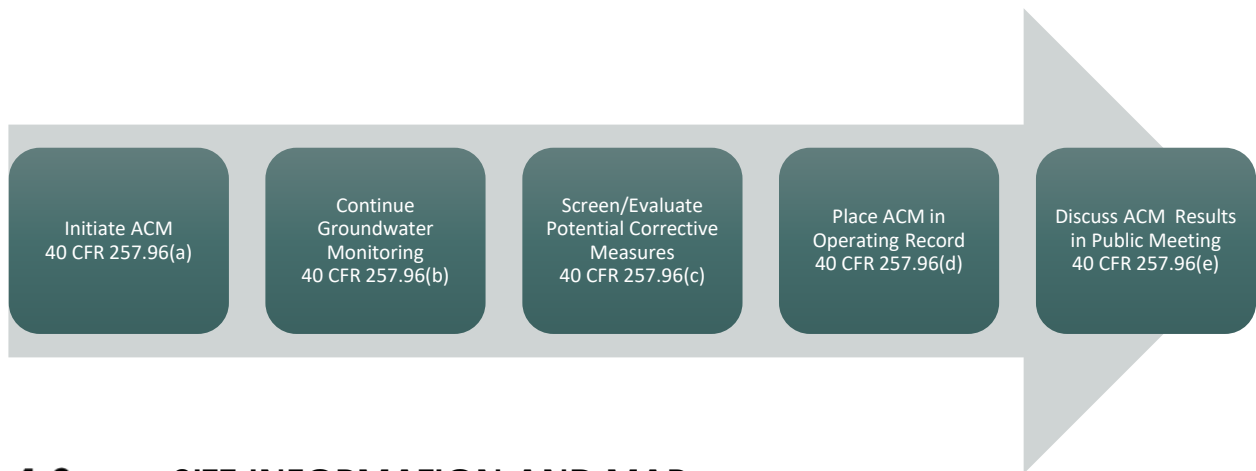 Initiate ACM
40 CFR 257.96(a)
Continue
Groundwater
Monitoring
40 CFR 257.96(b)
Screen/Evaluate
Potential Corrective
Measures
40 CFR 257.96(c)
Place ACM in
Operating Record
40 CFR 257.96(d)
Discuss ACM Results
in Public Meeting
40 CFR 257.96(e)
SITE INFORMATION AND MAP